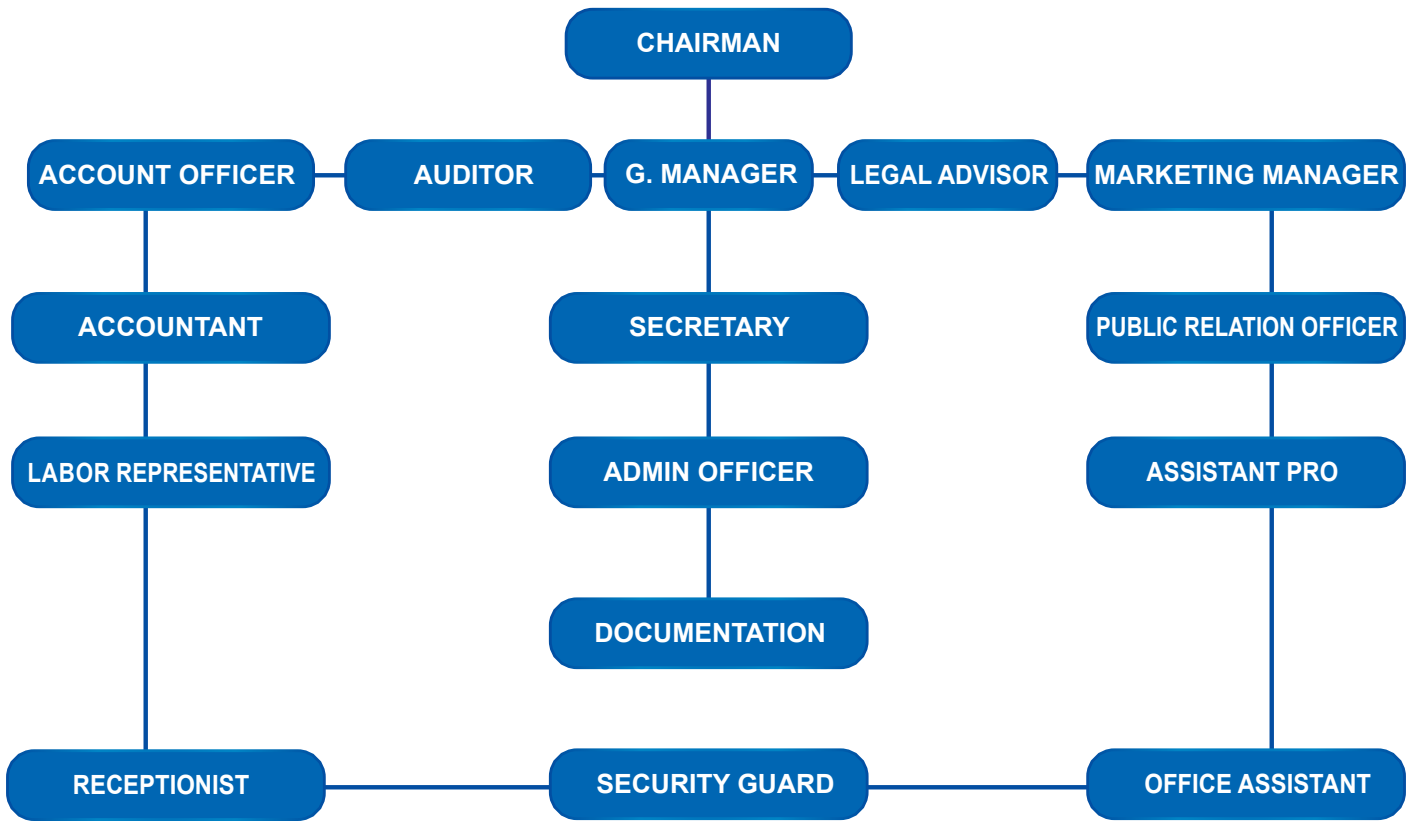 CHAIRMAN
ACCOUNT OFFICER
AUDITOR
G. MANAGER
LEGAL ADVISOR
MARKETING MANAGER
ACCOUNTANT
SECRETARY
PUBLIC RELATION OFFICER
LABOR REPRESENTATIVE
ADMIN OFFICER
ASSISTANT PRO
DOCUMENTATION
RECEPTIONIST
SECURITY GUARD
OFFICE ASSISTANT